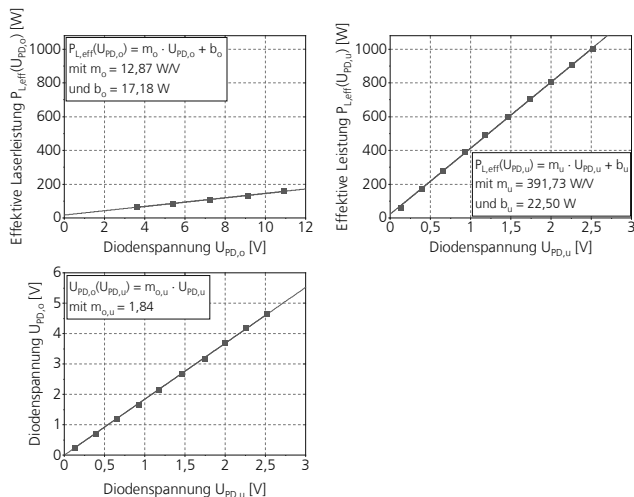 Effektive Laserleistung P_L,eff(U_PD,o) [W]
1000
800
600
400
200
0
P_L,eff(U_PD,o) = m_o · U_PD,o + b_o
mit m_o = 12,87 W/V
und b_o = 17,18 W
0 2 4 6 8 10 12
Diodenspannung U_PD,o [V]
Effektive Leistung P_L,eff(U_PD,u) [W]
1000
800
600
400
200
0
P_L,eff(U_PD,u) = m_u · U_PD,u + b_u
mit m_u = 391,73 W/V
und b_u = 22,50 W
0 0,5 1 1,5 2 2,5 3
Diodenspannung U_PD,u [V]
Diodenspannung U_PD,o [V]
6
5
4
3
2
1
0
U_PD,o(U_PD,u) = m_o,u · U_PD,u
mit m_o,u = 1,84
0 0,5 1 1,5 2 2,5 3
Diodenspannung U_PD,u [V]